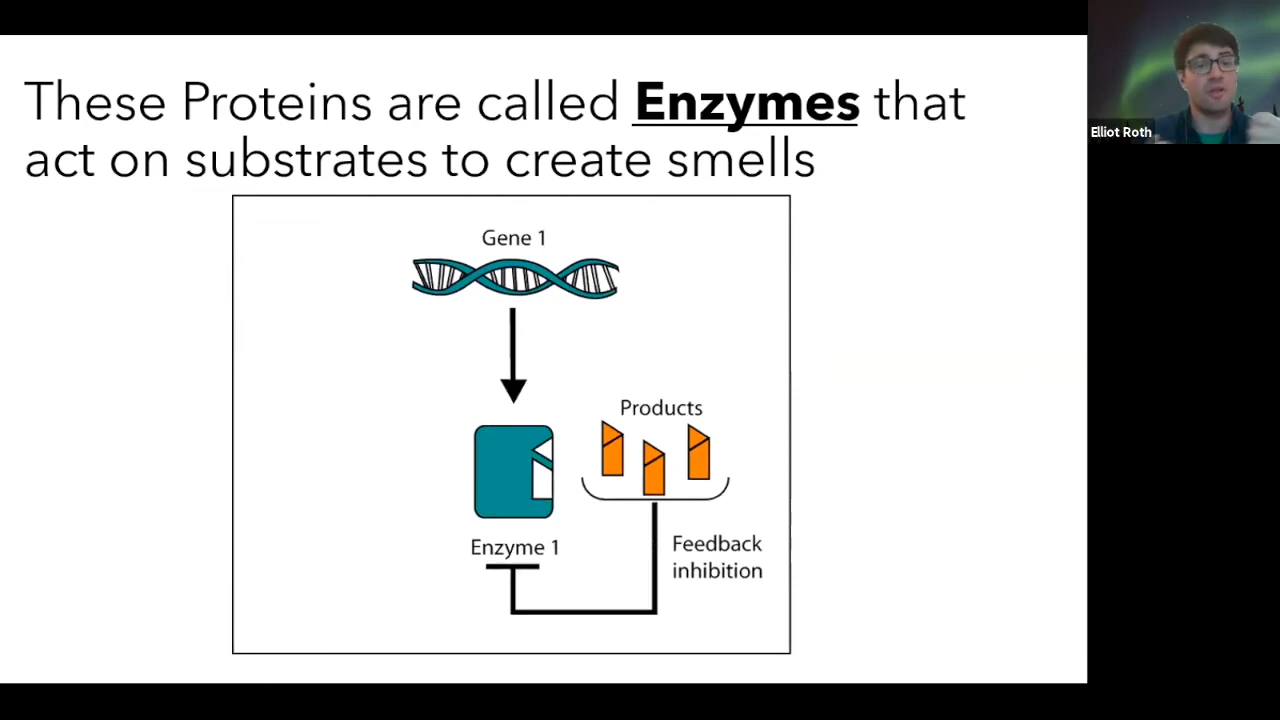 These Proteins are called Enzymes that
act on substrates to create smells
Gene 1
Products
Enzyme 1
Feedback
inhibition
Elliot Roth